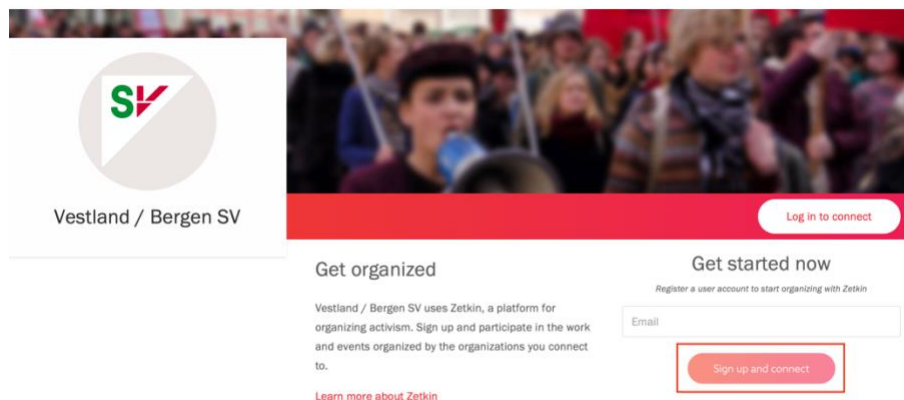 SV
Vestland / Bergen SV
Log in to connect
Get organized
Vestland / Bergen SV uses Zetkin, a platform for
organizing activism. Sign up and participate in the work
and events organized by the organizations you connect
to.
Learn more about Zetkin
Get started now
Register a user account to start organizing with Zetkin
Email
Sign up and connect